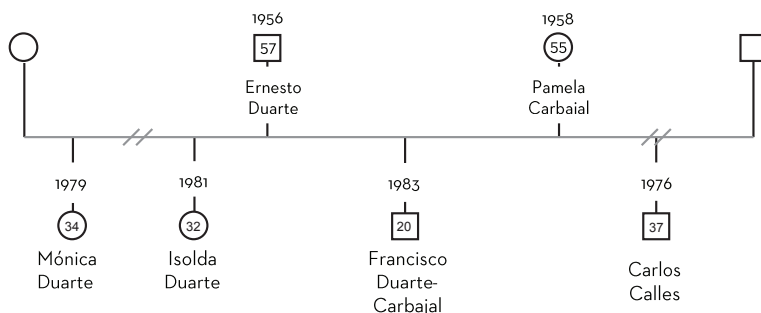 1956
57
Ernesto
Duarte
1958
55
Pamela
Carbaial
1979
34
Mónica
Duarte
1981
32
Isolda
Duarte
1983
20
Francisco
Duarte-
Carbajal
1976
37
Carlos
Calles